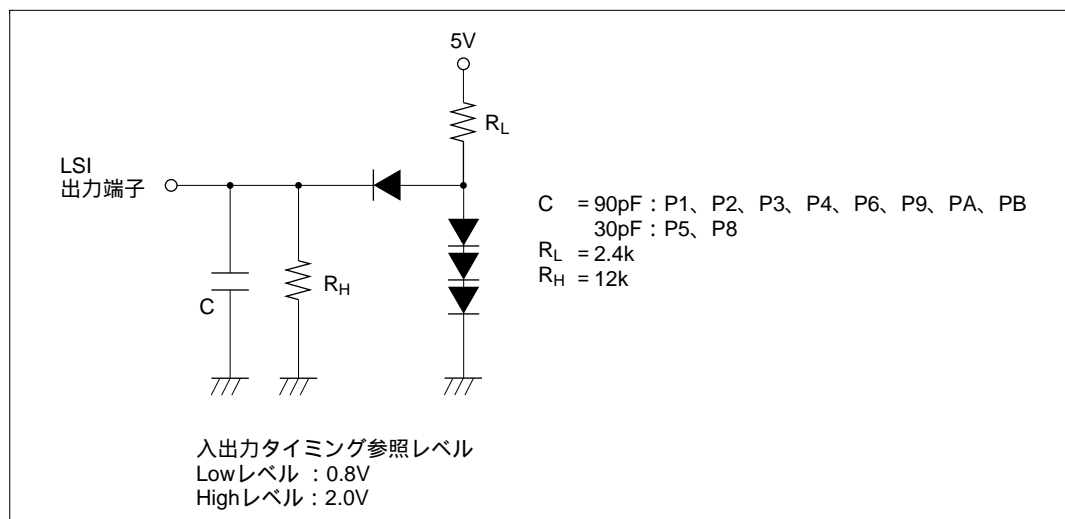 5V
RL
LSI
出力端子
C = 90pF：P1、P2、P3、P4、P6、P9、PA、PB
30pF：P5、P8
RL = 2.4k
RH = 12k
RH
C
入出力タイミング参照レベル
Lowレベル ：0.8V
Highレベル：2.0V